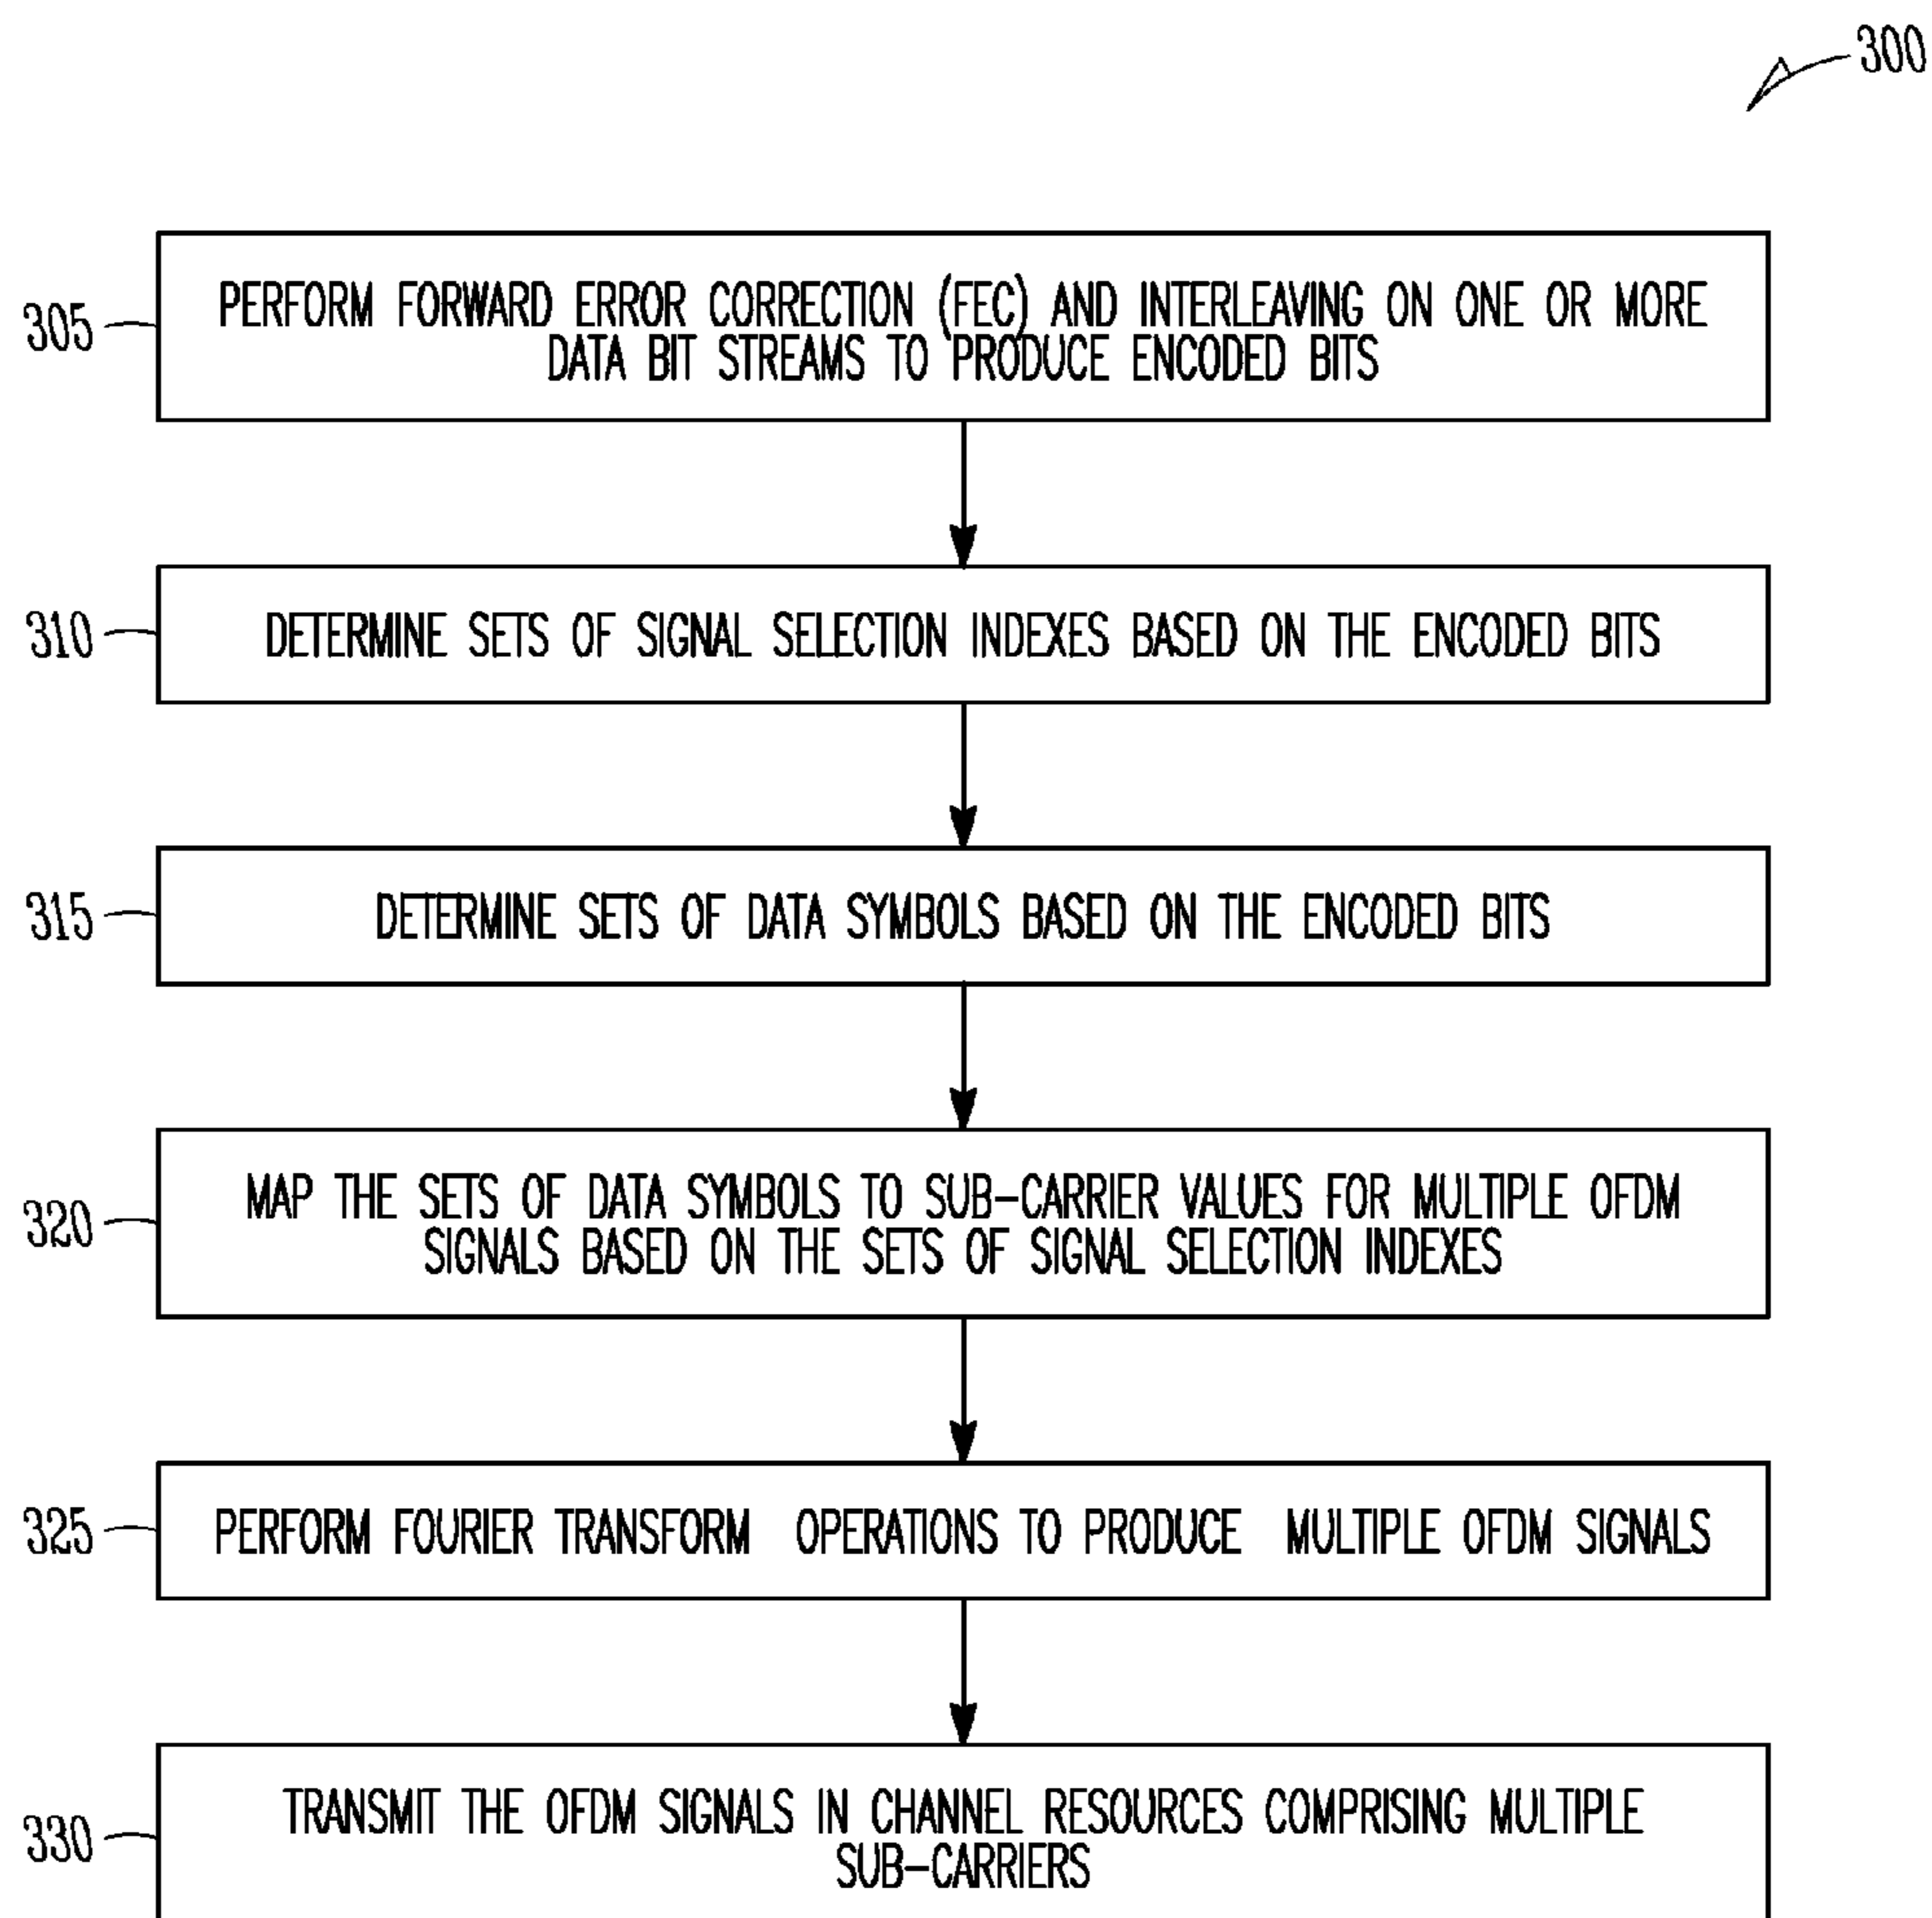 300
305
PERFORM FORWARD ERROR CORRECTION (FEC) AND INTERLEAVING ON ONE OR MORE
DATA BIT STREAMS TO PRODUCE ENCODED BITS
310
DETERMINE SETS OF SIGNAL SELECTION INDEXES BASED ON THE ENCODED BITS
315
DETERMINE SETS OF DATA SYMBOLS BASED ON THE ENCODED BITS
320
MAP THE SETS OF DATA SYMBOLS TO SUB-CARRIER VALUES FOR MULTIPLE OFDM
SIGNALS BASED ON THE SETS OF SIGNAL SELECTION INDEXES
325
PERFORM FOURIER TRANSFORM OPERATIONS TO PRODUCE MULTIPLE OFDM SIGNALS
330
TRANSMIT THE OFDM SIGNALS IN CHANNEL RESOURCES COMPRISING MULTIPLE
SUB-CARRIERS